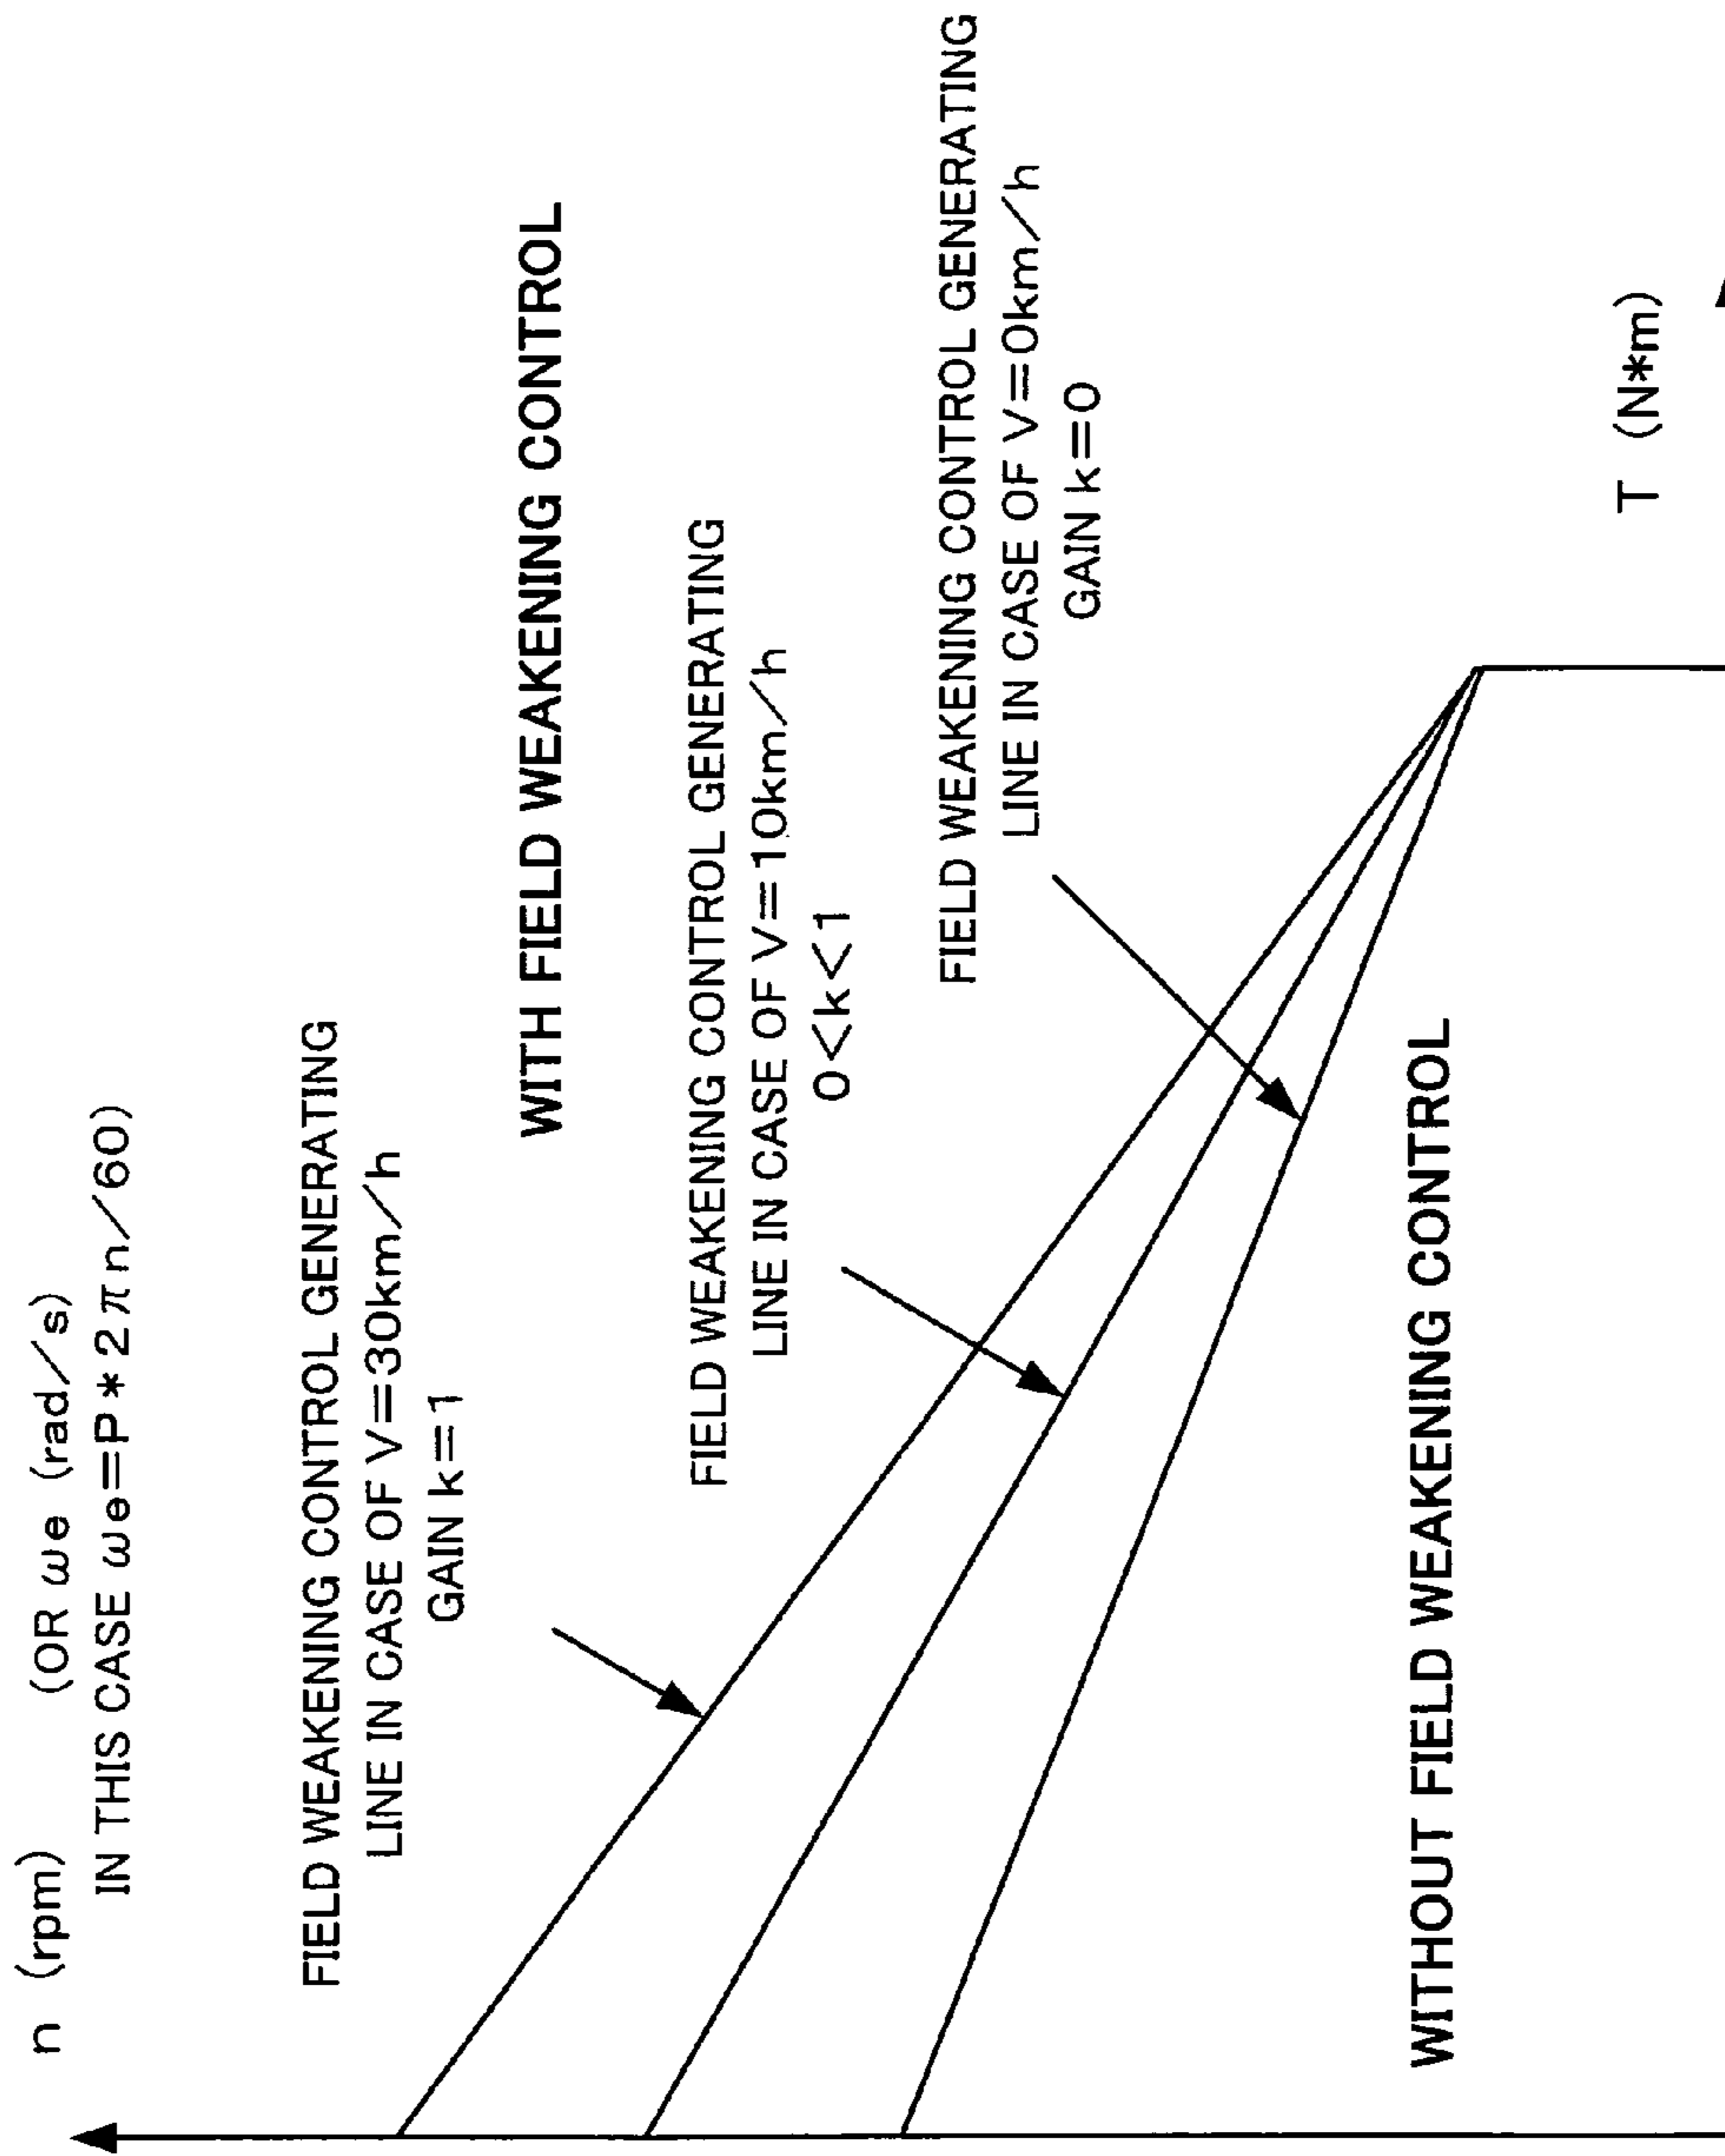 n (rpm) (OR ωe (rad/s)
IN THIS CASE ωe=P*2πn/60)
FIELD WEAKENING CONTROL GENERATING
LINE IN CASE OF V=30km/h
GAIN k=1
WITH FIELD WEAKENING CONTROL
FIELD WEAKENING CONTROL GENERATING
LINE IN CASE OF V=10km/h
0<k<1
FIELD WEAKENING CONTROL GENERATING
LINE IN CASE OF V=0km/h
GAIN k=0
WITHOUT FIELD WEAKENING CONTROL
T (N*m)